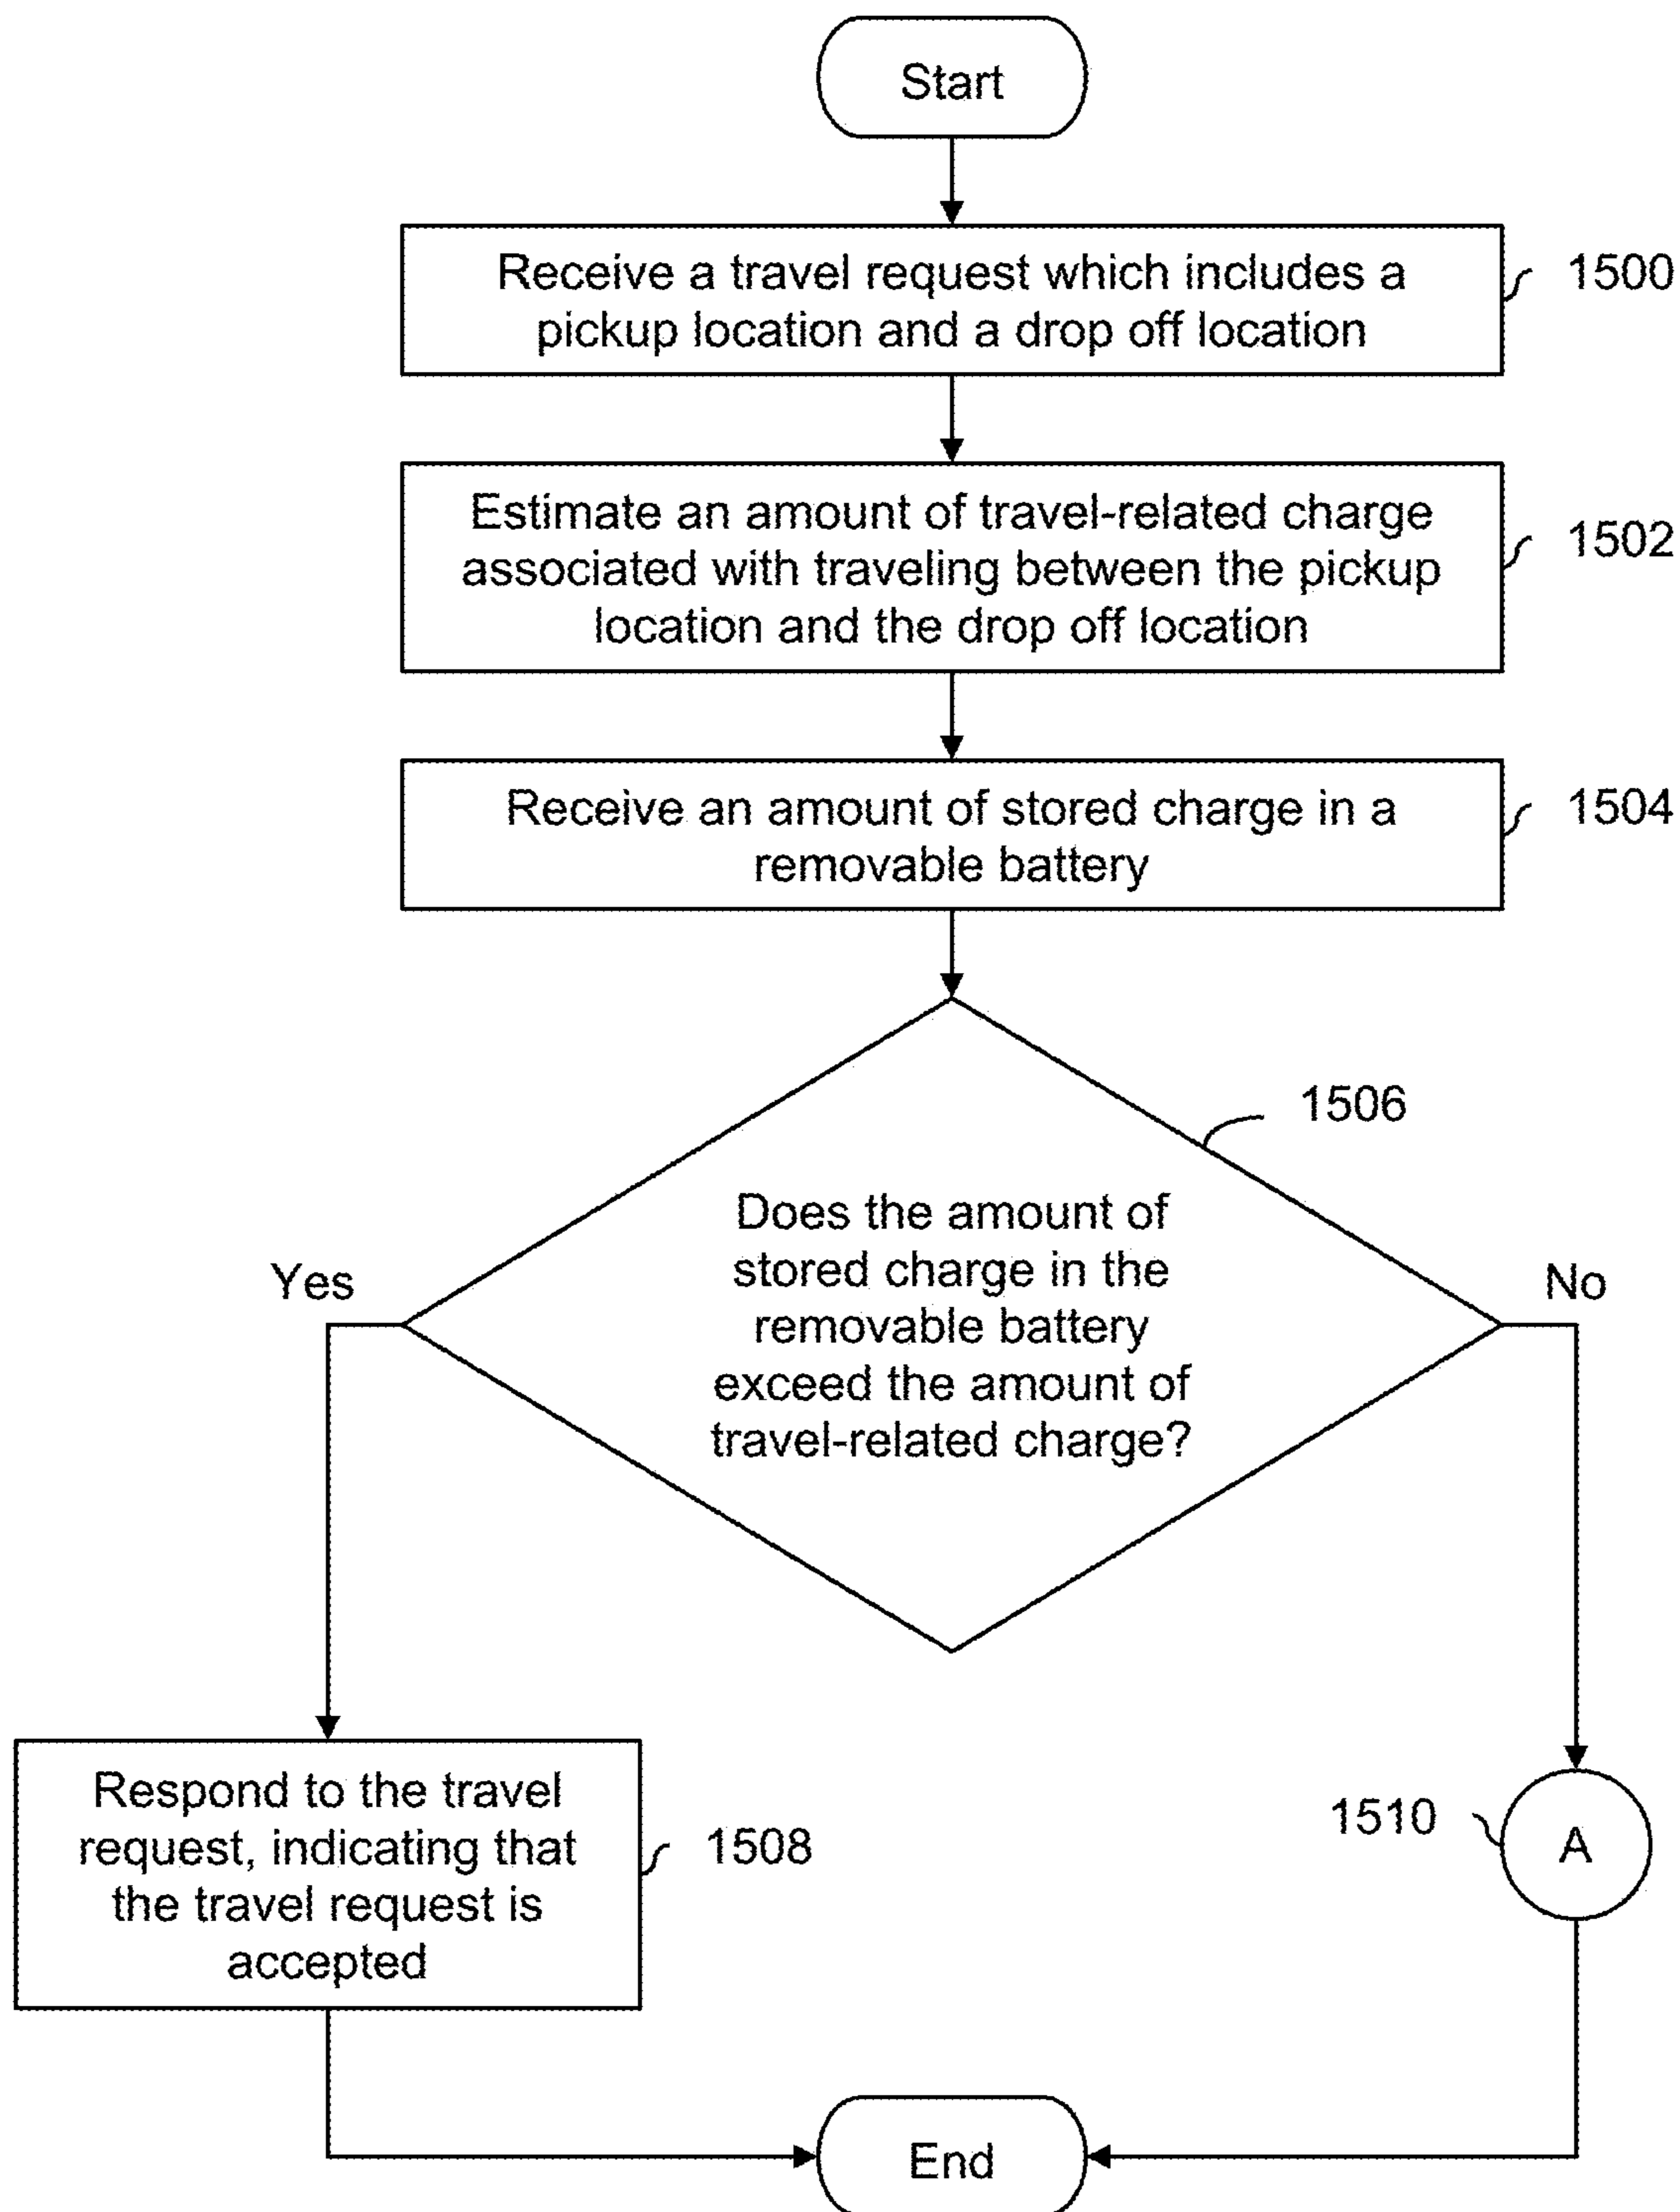 Start
Receive a travel request which includes a
pickup location and a drop off location
1500
Estimate an amount of travel-related charge
associated with traveling between the pickup
location and the drop off location
1502
Receive an amount of stored charge in a
removable battery
1504
1506
Does the amount of
stored charge in the
removable battery
exceed the amount of
travel-related charge?
Yes
No
Respond to the travel
request, indicating that
the travel request is
accepted
1508
1510
A
End